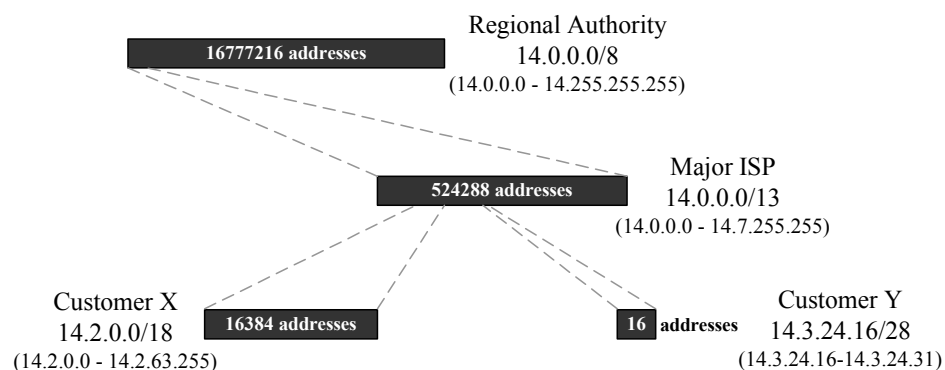 Regional Authority
16777216 addresses
14.0.0.0/8
(14.0.0.0 - 14.255.255.255)
Major ISP
524288 addresses
14.0.0.0/13
(14.0.0.0 - 14.7.255.255)
Customer X
14.2.0.0/18
(14.2.0.0 - 14.2.63.255)
16384 addresses
16 addresses
Customer Y
14.3.24.16/28
(14.3.24.16-14.3.24.31)